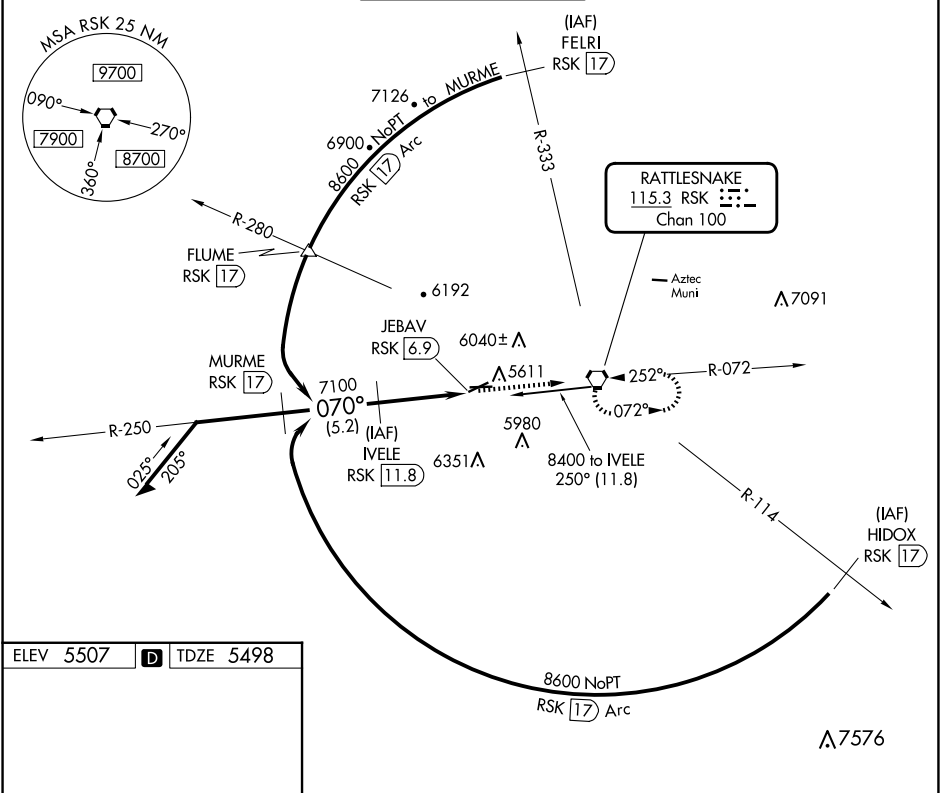 MSA RSK 25 NM
9700
090°
7900
270°
8700
360°
(IAF)
FELRI
RSK 17
7126
8600 NoPT to MURME
6900
RSK 17 Arc
R-333
RATTLESNAKE
115.3 RSK
Chan 100
R-280
FLUME
RSK 17
6192
Aztec
Muni
7091
JEBAV
RSK 6.9
6040±
MURME
RSK 17
7100
070°
(5.2)
5611
252°
R-072
072°
R-250
(IAF)
IVELE
RSK 11.8
5980
6351
8400 to IVELE
250° (11.8)
025°
205°
R-114
(IAF)
HIDOX
RSK 17
ELEV 5507 D TDZE 5498
8600 NoPT
RSK 17 Arc
7576